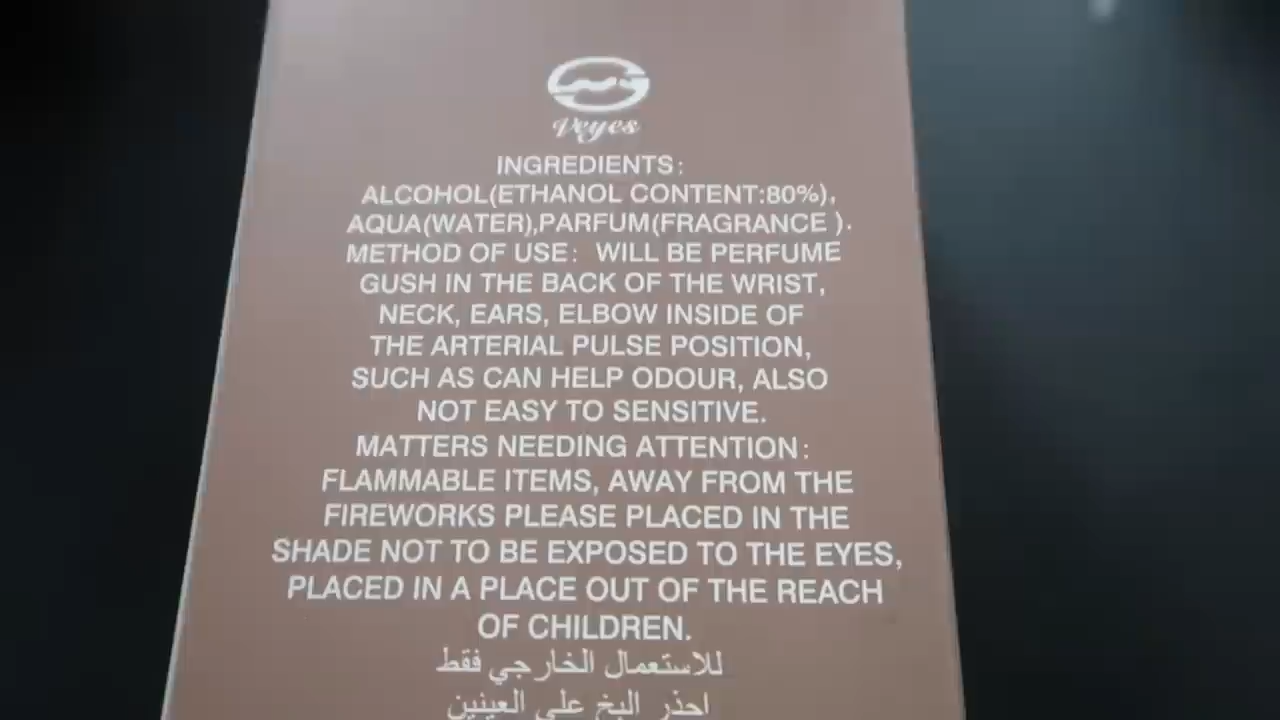 Veyes
INGREDIENTS:
ALCOHOL(ETHANOL CONTENT:80%),
AQUA(WATER),PARFUM(FRAGRANCE ).
METHOD OF USE: WILL BE PERFUME
GUSH IN THE BACK OF THE WRIST,
NECK, EARS, ELBOW INSIDE OF
THE ARTERIAL PULSE POSITION,
SUCH AS CAN HELP ODOUR, ALSO
NOT EASY TO SENSITIVE.
MATTERS NEEDING ATTENTION:
FLAMMABLE ITEMS, AWAY FROM THE
FIREWORKS PLEASE PLACED IN THE
SHADE NOT TO BE EXPOSED TO THE EYES,
PLACED IN A PLACE OUT OF THE REACH
OF CHILDREN.
للاستعمال الخارجي فقط
احذر البخ على العينين